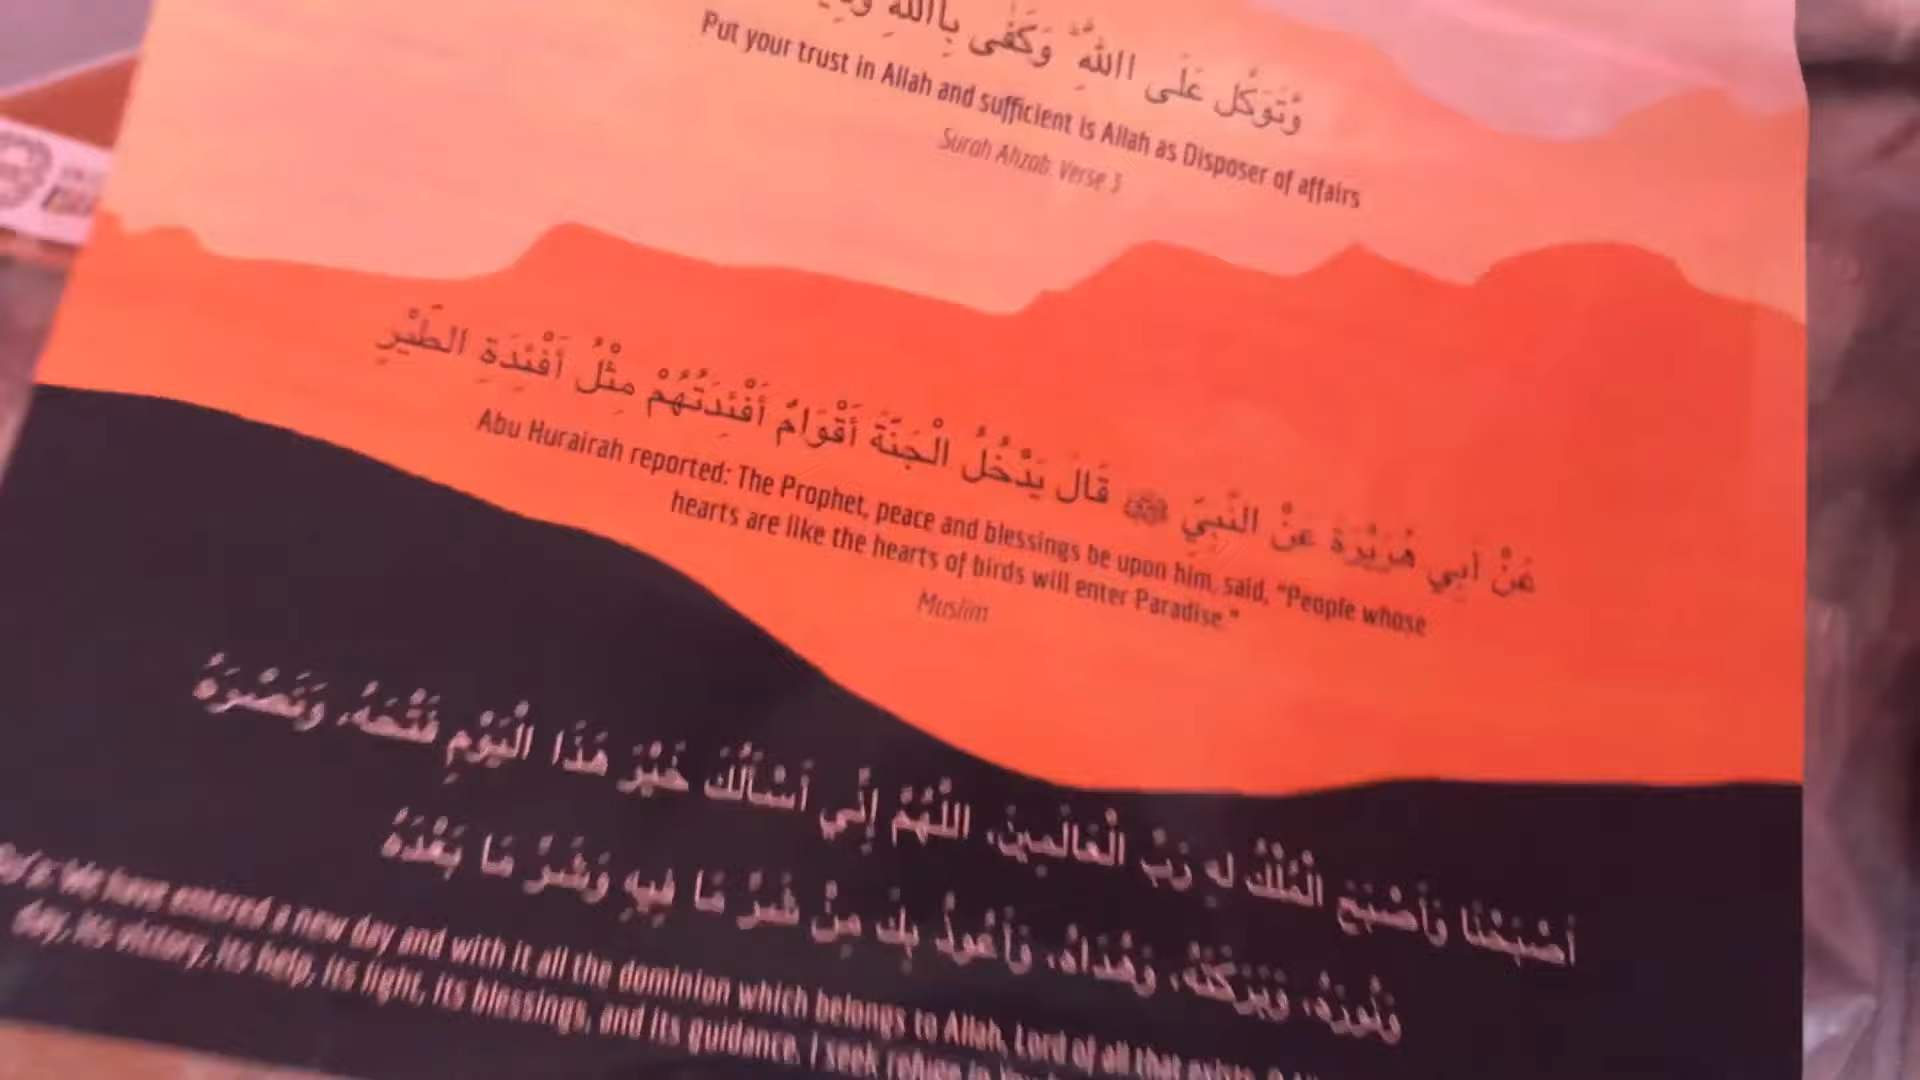 وَتَوَكَّلْ عَلَى اللَّهِ ۚ وَكَفَىٰ بِاللَّهِ
Put your trust in Allah and sufficient is Allah as Disposer of affairs
Surah Ahzab: Verse 3
عَنْ أَبِي هُرَيْرَةَ عَنْ النَّبِيِّ ﷺ قَالَ يَدْخُلُ الْجَنَّةَ أَقْوَامٌ أَفْئِدَتُهُمْ مِثْلُ أَفْئِدَةِ الطَّيْرِ
Abu Hurairah reported: The Prophet, peace and blessings be upon him, said, "People whose
hearts are like the hearts of birds will enter Paradise."
Muslim
أَصْبَحْنَا وَأَصْبَحَ الْمُلْكُ لِلهِ رَبِّ الْعَالَمِينَ، اللَّهُمَّ إِنِّي أَسْأَلُكَ خَيْرَ هَذَا الْيَوْمِ فَتْحَهُ، وَنَصْرَهُ
وَنُورَهُ، وَبَرَكَتَهُ، وَهُدَاهُ، وَأَعُوذُ بِكَ مِنْ شَرِّ مَا فِيهِ وَشَرِّ مَا بَعْدَهُ
We have entered a new day and with it all the dominion which belongs to Allah, Lord of all that exists.
day, its victory, its help, its light, its blessings, and its guidance. I seek refuge in